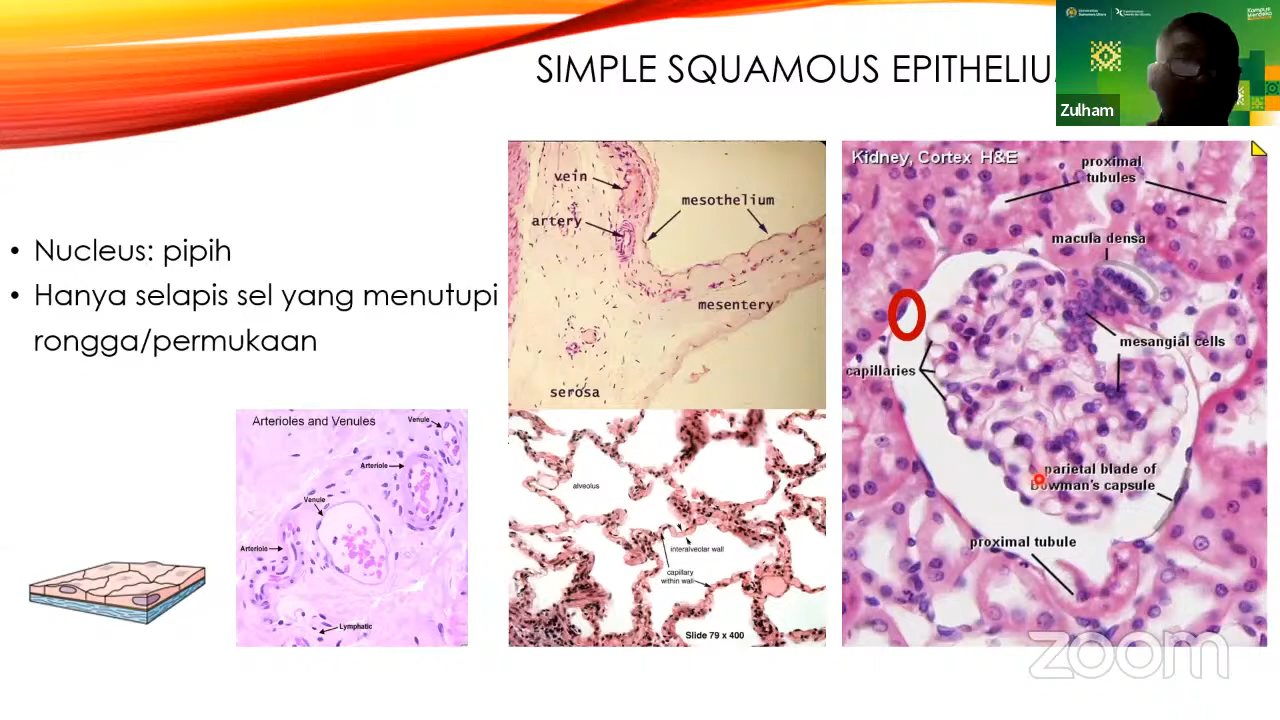 SIMPLE SQUAMOUS EPITHELIU
Zulham
• Nucleus: pipih
• Hanya selapis sel yang menutupi
rongga/permukaan
vein
mesothelium
artery
mesentery
serosa
Kidney, Cortex H&E
proximal
tubules
macula densa
mesangial cells
capillaries
parietal blade of
Bowman's capsule
proximal tubule
Arterioles and Venules
Venule
Arteriole
Venule
Arteriole
Lymphatic
alveolus
interalveolar wall
capillary
within wall
Slide 79 x 400
zoom